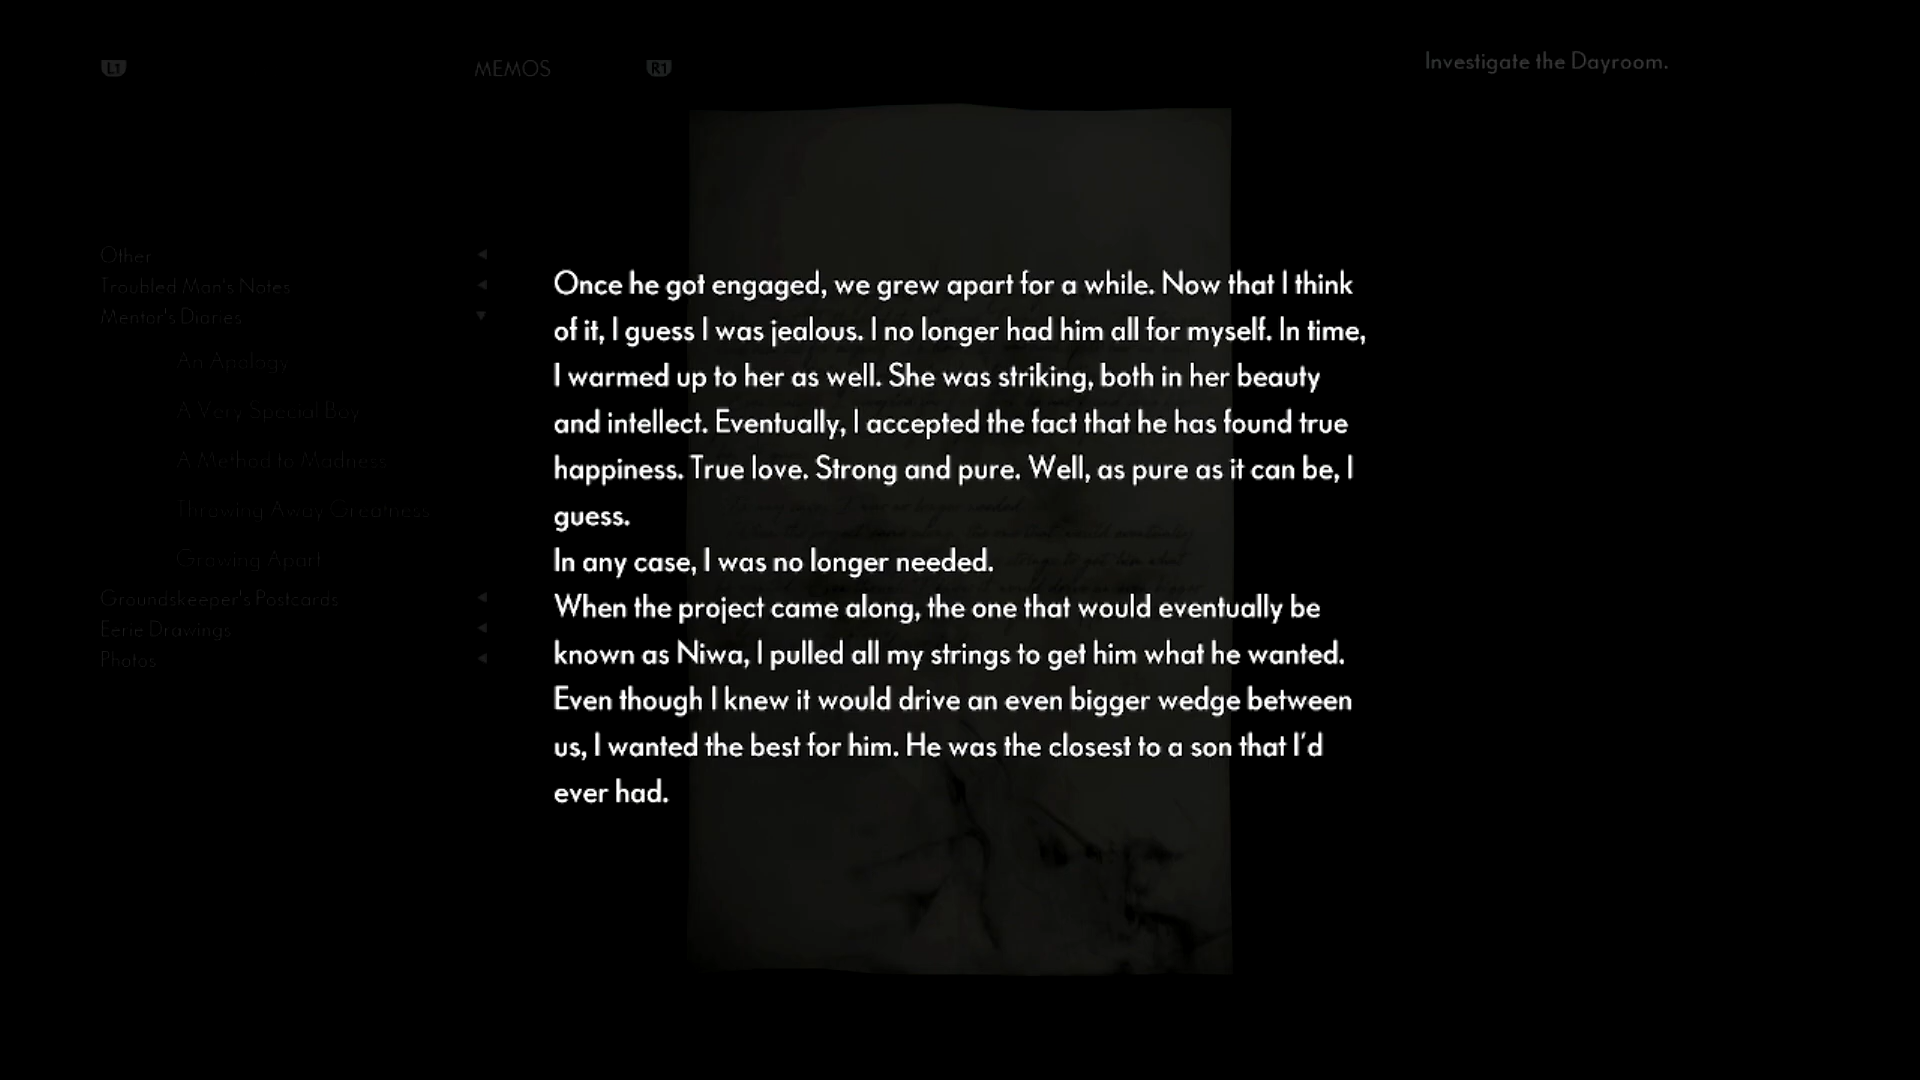 L1
MEMOS
R1
Investigate the Dayroom.
Other
Troubled Man's Notes
Mentor's Diaries
An Apology
A Very Special Boy
A Method to Madness
Throwing Away Greatness
Growing Apart
Groundskeeper's Postcards
Eerie Drawings
Photos
Once he got engaged, we grew apart for a while. Now that I think
of it, I guess I was jealous. I no longer had him all for myself. In time,
I warmed up to her as well. She was striking, both in her beauty
and intellect. Eventually, I accepted the fact that he has found true
happiness. True love. Strong and pure. Well, as pure as it can be, I
guess.
In any case, I was no longer needed.
When the project came along, the one that would eventually be
known as Niwa, I pulled all my strings to get him what he wanted.
Even though I knew it would drive an even bigger wedge between
us, I wanted the best for him. He was the closest to a son that I'd
ever had.